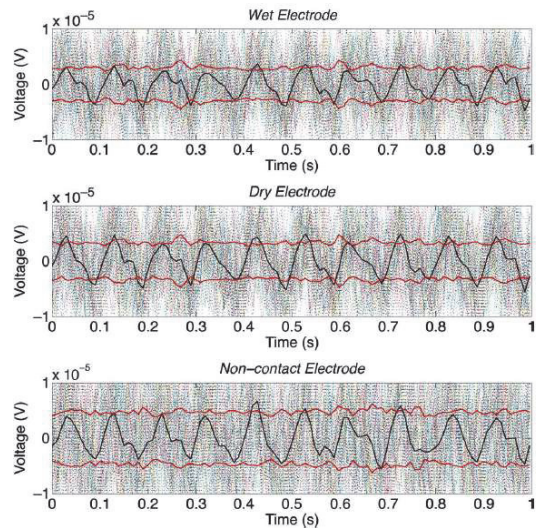 Wet Electrode
1 x 10⁻⁵
Voltage (V)
0
−1
0 0.1 0.2 0.3 0.4 0.5 0.6 0.7 0.8 0.9 1
Time (s)
Dry Electrode
1 x 10⁻⁵
Voltage (V)
0
−1
0 0.1 0.2 0.3 0.4 0.5 0.6 0.7 0.8 0.9 1
Time (s)
Non−contact Electrode
1 x 10⁻⁵
Voltage (V)
0
−1
0 0.1 0.2 0.3 0.4 0.5 0.6 0.7 0.8 0.9 1
Time (s)